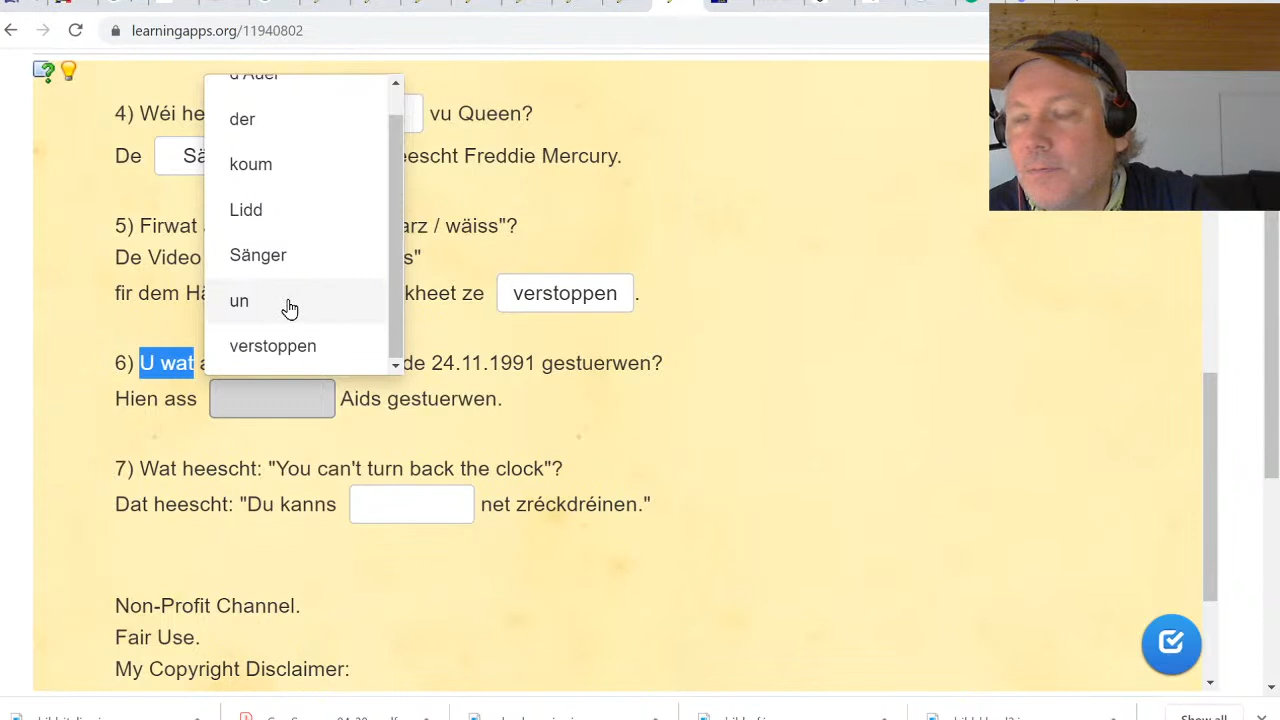 learningapps.org/11940802
4) Wéi he vu Queen?
De Sä eescht Freddie Mercury.
5) Firwat arz / wäiss"?
De Video s"
fir dem Hä kheet ze verstoppen .
6) U wat a de 24.11.1991 gestuerwen?
Hien ass Aids gestuerwen.
7) Wat heescht: "You can't turn back the clock"?
Dat heescht: "Du kanns net zréckdréinen."
d'Auer
der
koum
Lidd
Sänger
un
verstoppen
Non-Profit Channel.
Fair Use.
My Copyright Disclaimer:
Show all